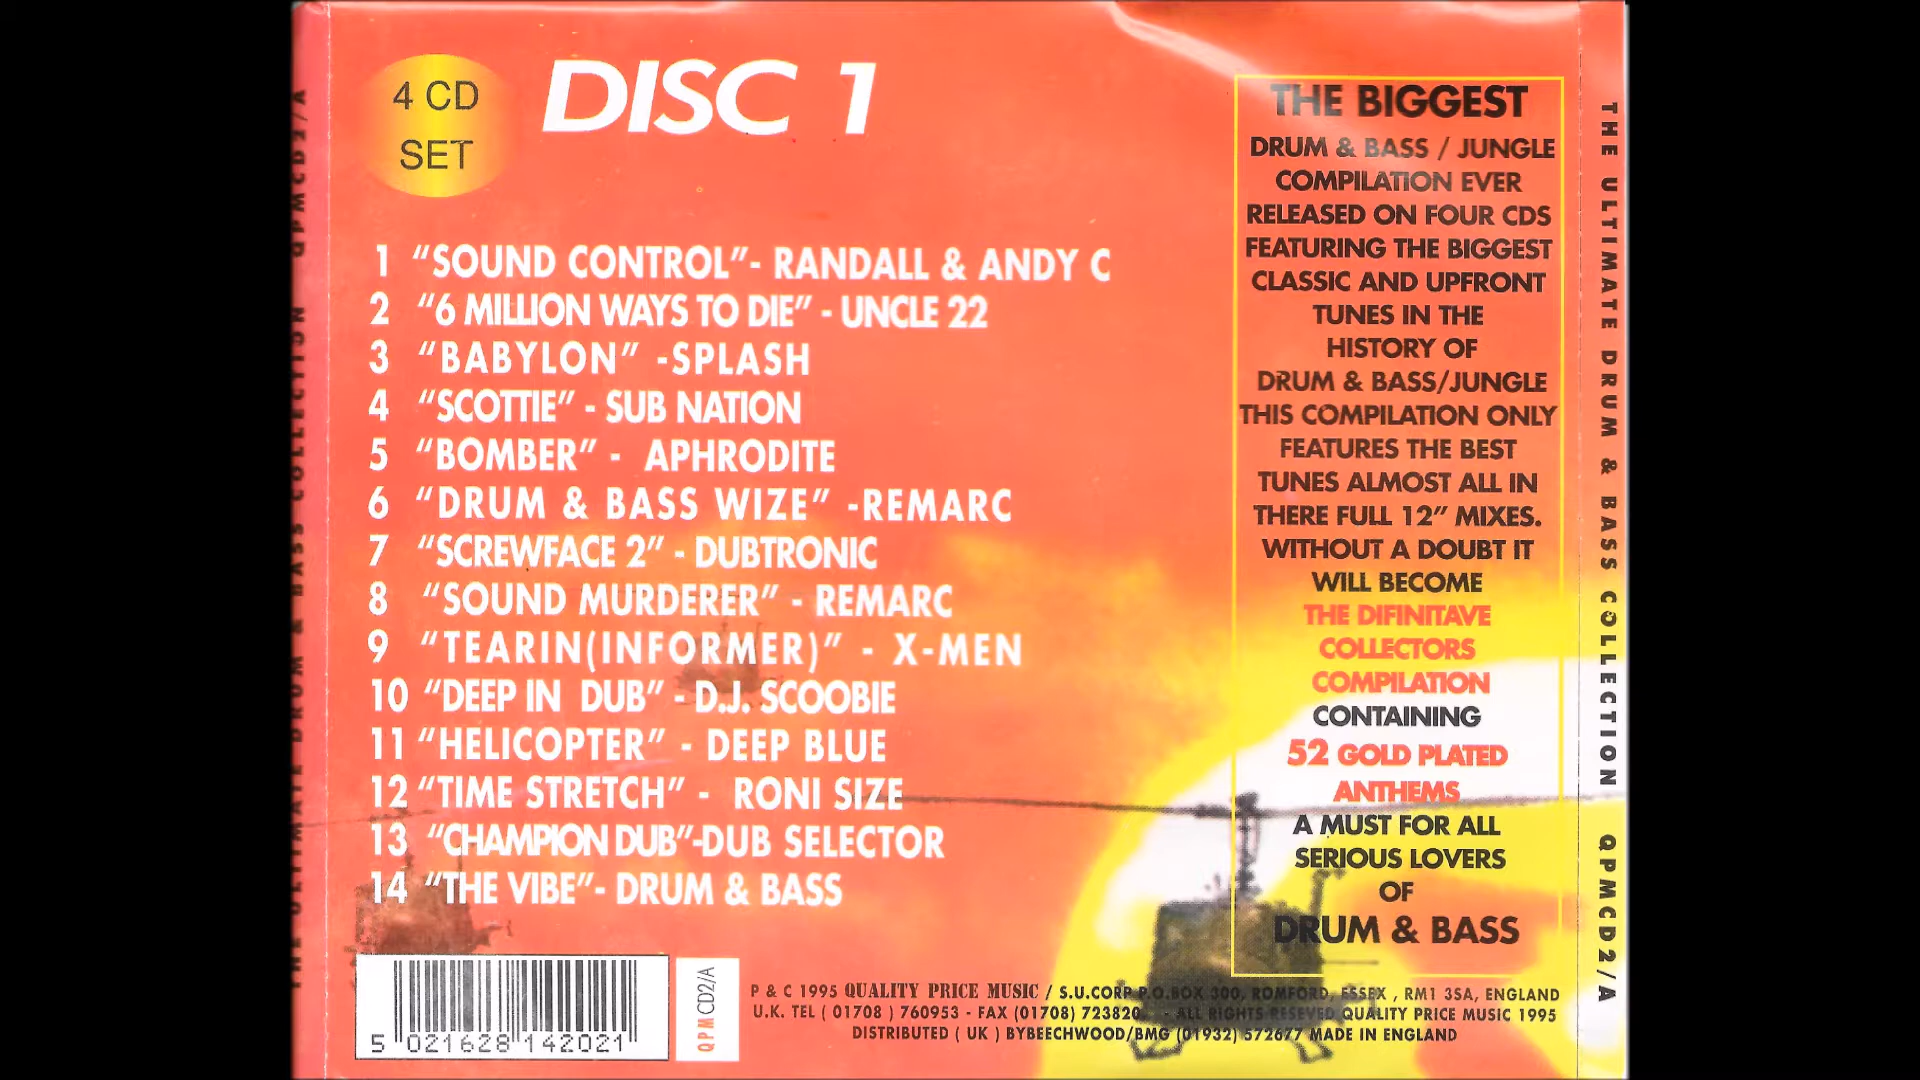 4 CD
SET
DISC 1
1 "SOUND CONTROL"- RANDALL & ANDY C
2 "6 MILLION WAYS TO DIE" - UNCLE 22
3 "BABYLON" -SPLASH
4 "SCOTTIE" - SUB NATION
5 "BOMBER" - APHRODITE
6 "DRUM & BASS WIZE" -REMARC
7 "SCREWFACE 2" - DUBTRONIC
8 "SOUND MURDERER" - REMARC
9 "TEARIN(INFORMER)" - X-MEN
10 "DEEP IN DUB" - D.J. SCOOBIE
11 "HELICOPTER" - DEEP BLUE
12 "TIME STRETCH" - RONI SIZE
13 "CHAMPION DUB"-DUB SELECTOR
14 "THE VIBE"- DRUM & BASS
THE BIGGEST
DRUM & BASS / JUNGLE
COMPILATION EVER
RELEASED ON FOUR CDS
FEATURING THE BIGGEST
CLASSIC AND UPFRONT
TUNES IN THE
HISTORY OF
DRUM & BASS/JUNGLE
THIS COMPILATION ONLY
FEATURES THE BEST
TUNES ALMOST ALL IN
THERE FULL 12" MIXES.
WITHOUT A DOUBT IT
WILL BECOME
THE DIFINITAVE
COLLECTORS
COMPILATION
CONTAINING
52 GOLD PLATED
ANTHEMS
A MUST FOR ALL
SERIOUS LOVERS
OF
DRUM & BASS
P & C 1995 QUALITY PRICE MUSIC / S.U.CORP P.O.BOX 300, ROMFORD, ESSEX , RM1 3SA, ENGLAND
U.K. TEL ( 01708 ) 760953 - FAX (01708) 723820 - ALL RIGHTS RESEVED QUALITY PRICE MUSIC 1995
DISTRIBUTED ( UK ) BYBEECHWOOD/BMG (01932) 572677 MADE IN ENGLAND
5 021628 142021
QPMCD2/A
THE ULTIMATE DRUM & BASS COLLECTION QPMCD2/A
THE ULTIMATE DRUM & BASS COLLECTION QPMCD2/A